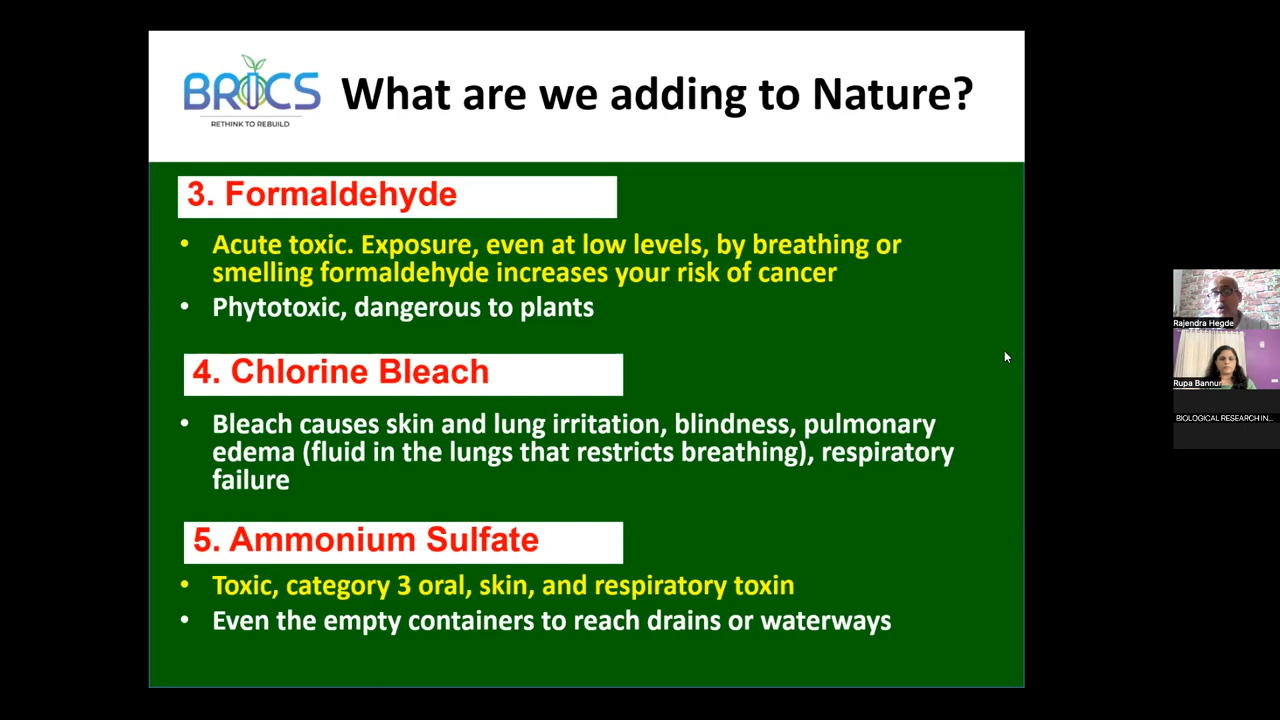 BRICS
RETHINK TO REBUILD
What are we adding to Nature?
3. Formaldehyde
• Acute toxic. Exposure, even at low levels, by breathing or
smelling formaldehyde increases your risk of cancer
• Phytotoxic, dangerous to plants
4. Chlorine Bleach
• Bleach causes skin and lung irritation, blindness, pulmonary
edema (fluid in the lungs that restricts breathing), respiratory
failure
5. Ammonium Sulfate
• Toxic, category 3 oral, skin, and respiratory toxin
• Even the empty containers to reach drains or waterways
Rajendra Hegde
Rupa Bannur
BIOLOGICAL RESEARCH IN...